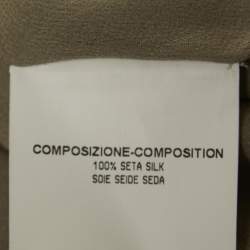 COMPOSIZIONE-COMPOSITION
100% SETA SILK
SOIE SEIDE SEDA